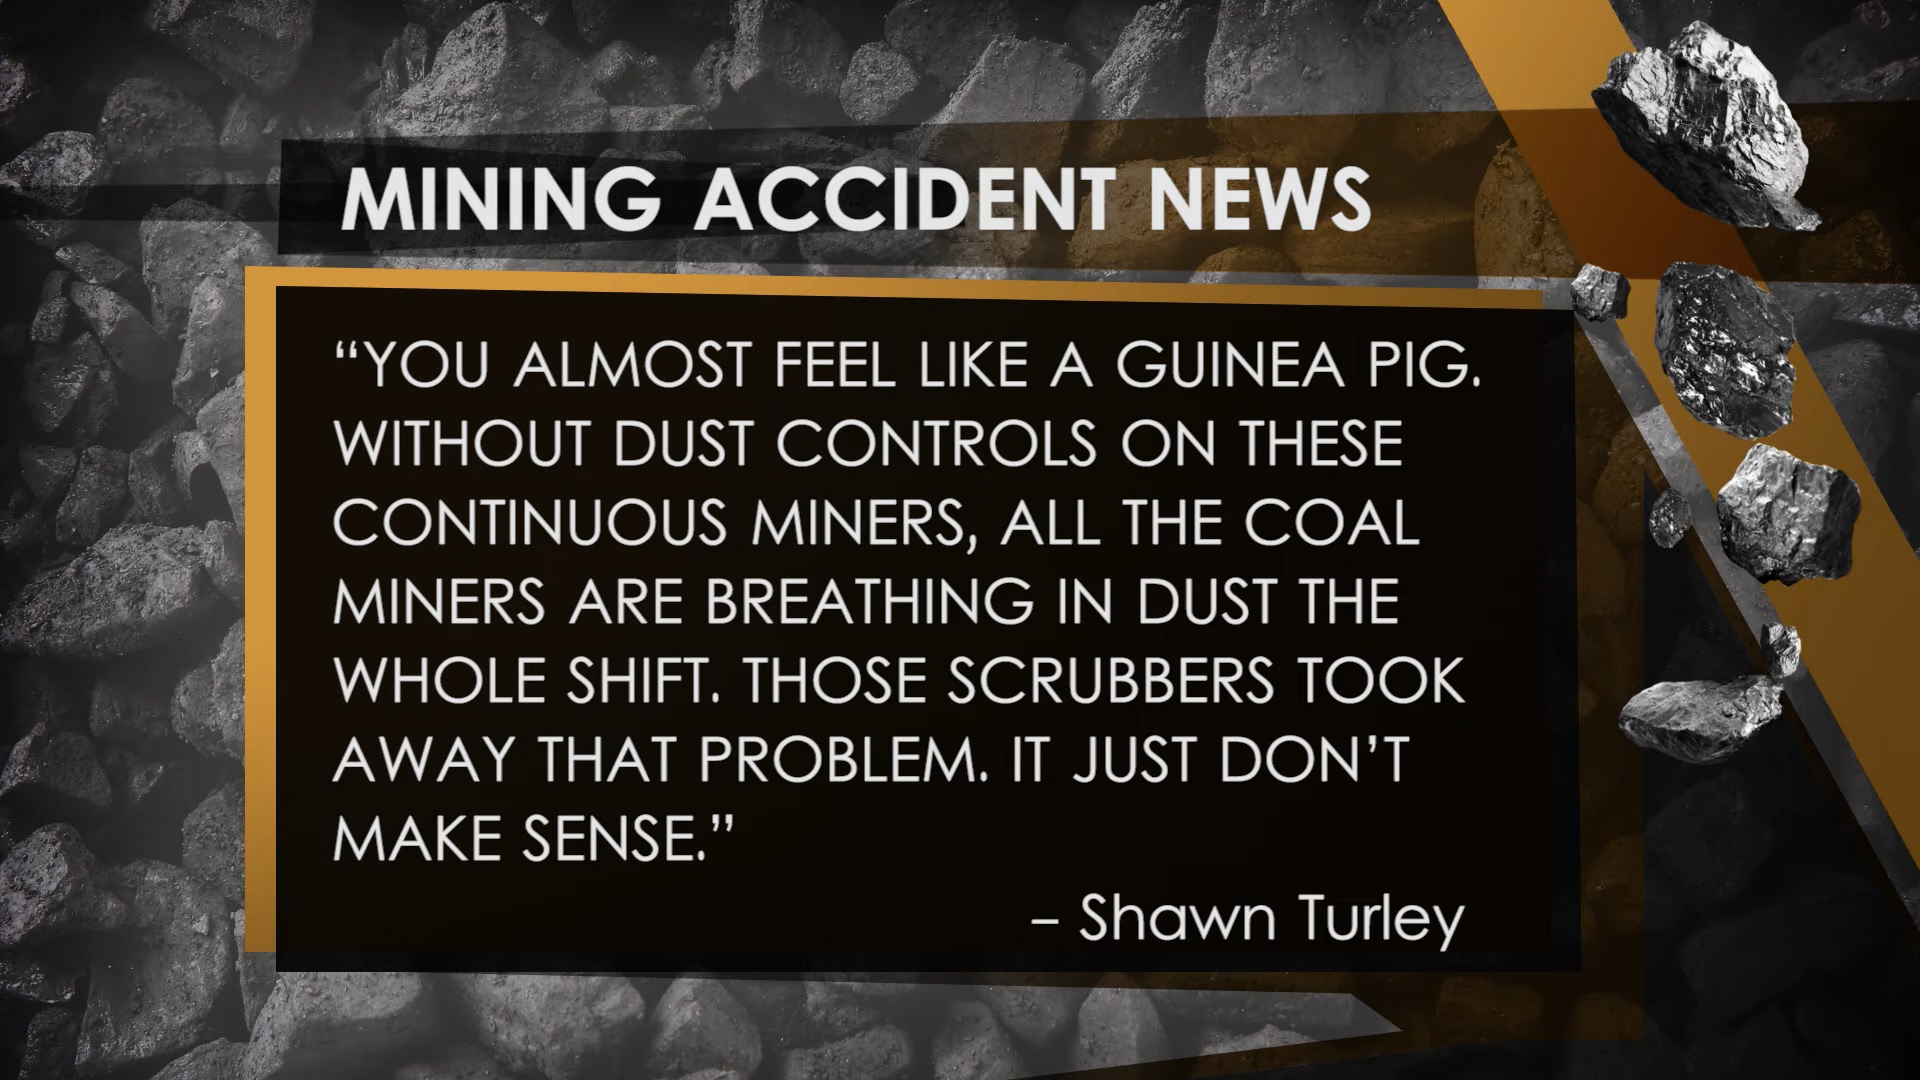 MINING ACCIDENT NEWS
“YOU ALMOST FEEL LIKE A GUINEA PIG.
WITHOUT DUST CONTROLS ON THESE
CONTINUOUS MINERS, ALL THE COAL
MINERS ARE BREATHING IN DUST THE
WHOLE SHIFT. THOSE SCRUBBERS TOOK
AWAY THAT PROBLEM. IT JUST DON’T
MAKE SENSE.”
– Shawn Turley